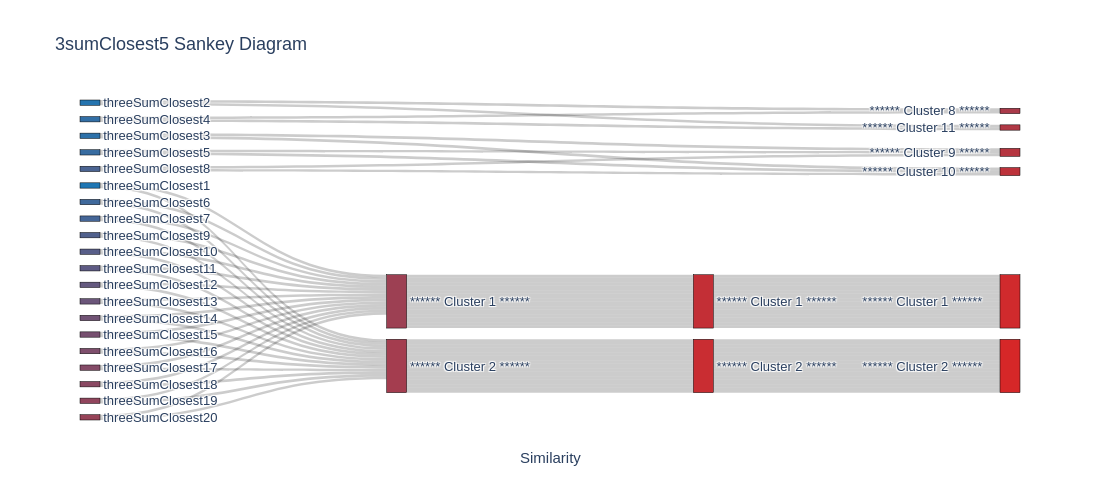 3sumClosest5 Sankey Diagram
threeSumClosest2
threeSumClosest4
threeSumClosest3
threeSumClosest5
threeSumClosest8
threeSumClosest1
threeSumClosest6
threeSumClosest7
threeSumClosest9
threeSumClosest10
threeSumClosest11
threeSumClosest12
threeSumClosest13
threeSumClosest14
threeSumClosest15
threeSumClosest16
threeSumClosest17
threeSumClosest18
threeSumClosest19
threeSumClosest20
****** Cluster 1 ******
****** Cluster 2 ******
****** Cluster 1 ******
****** Cluster 2 ******
****** Cluster 8 ******
****** Cluster 11 ******
****** Cluster 9 ******
****** Cluster 10 ******
****** Cluster 1 ******
****** Cluster 2 ******
Similarity